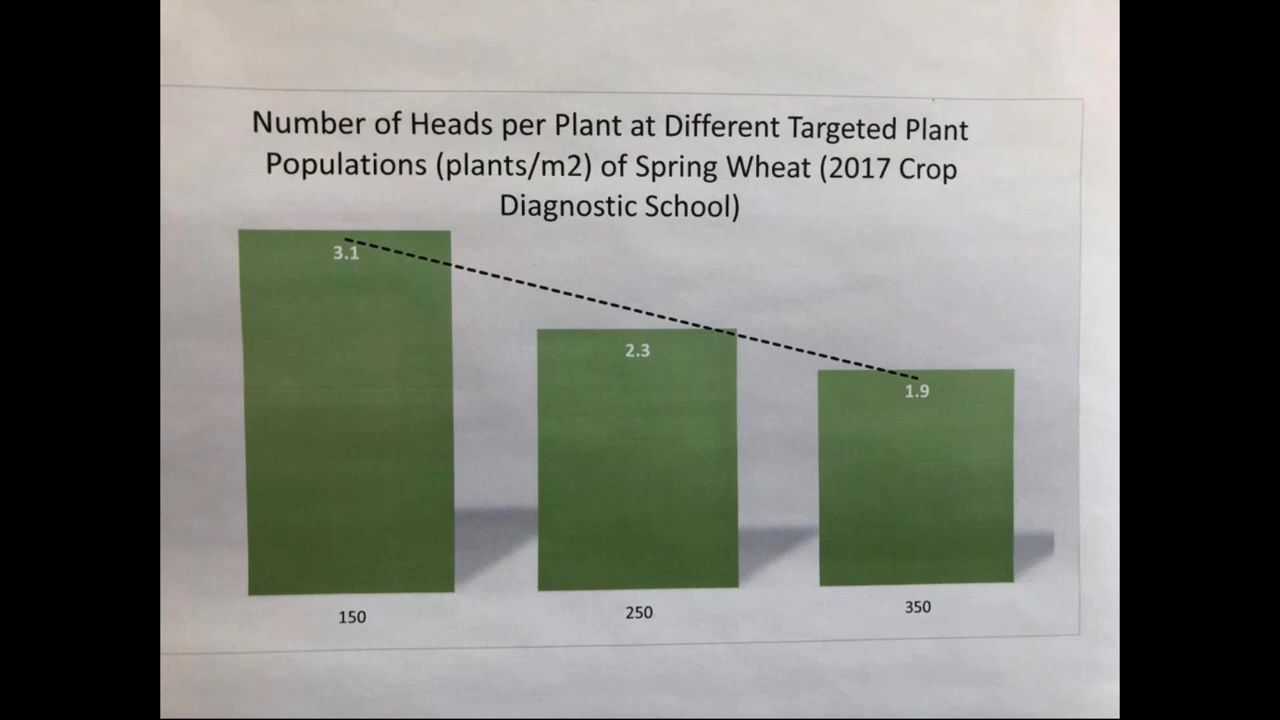 Number of Heads per Plant at Different Targeted Plant
Populations (plants/m2) of Spring Wheat (2017 Crop
Diagnostic School)
3.1
2.3
1.9
150
250
350